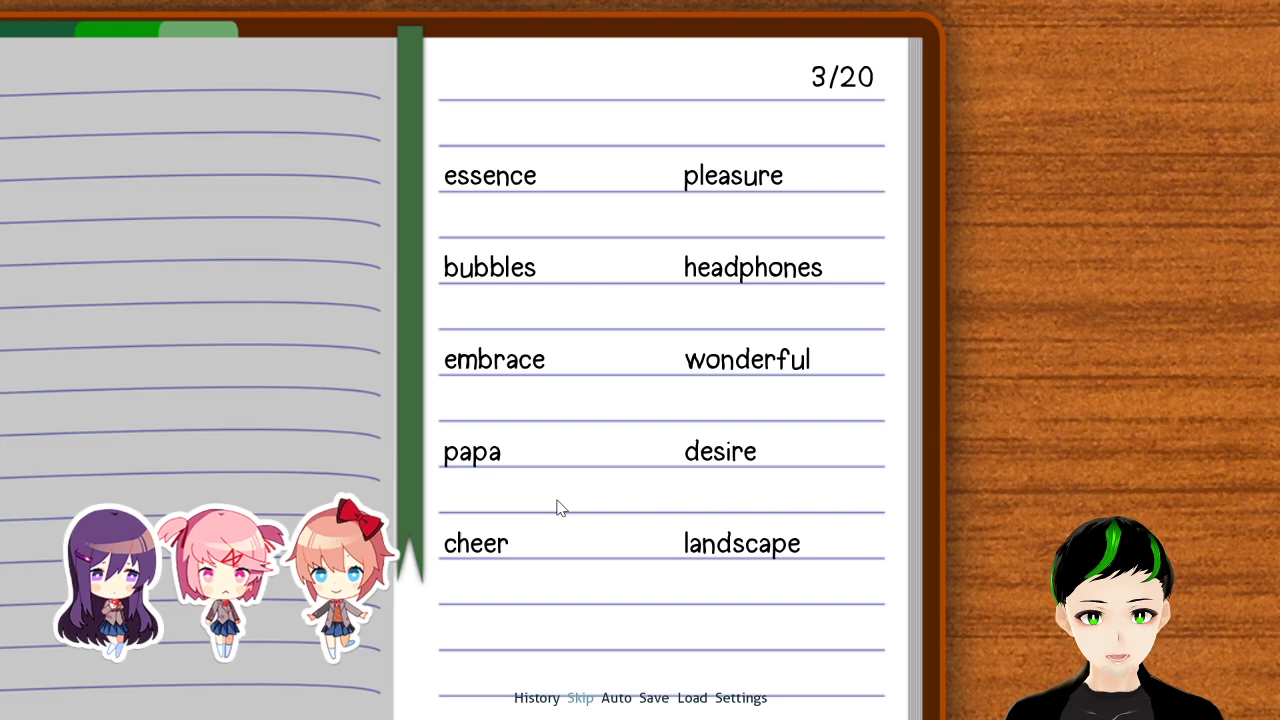 3/20
essence pleasure
bubbles headphones
embrace wonderful
papa desire
cheer landscape
History Skip Auto Save Load Settings